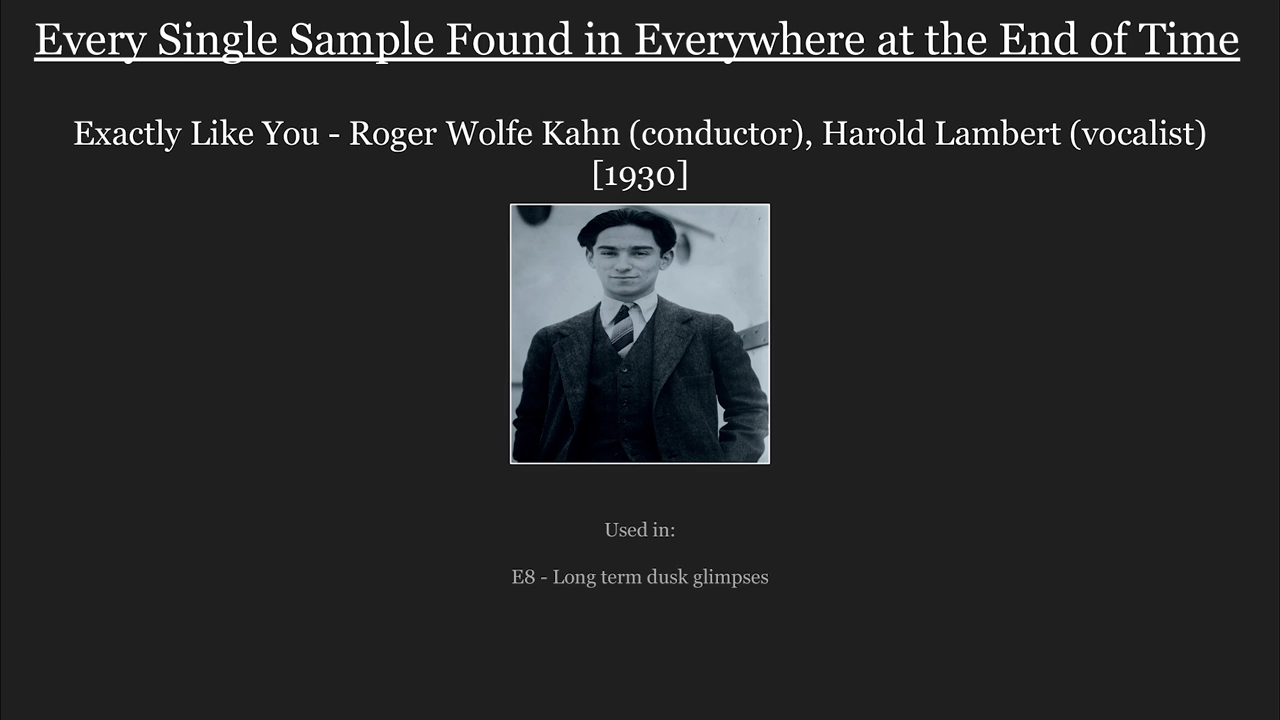 Every Single Sample Found in Everywhere at the End of Time
Exactly Like You - Roger Wolfe Kahn (conductor), Harold Lambert (vocalist)
[1930]
Used in:
E8 - Long term dusk glimpses